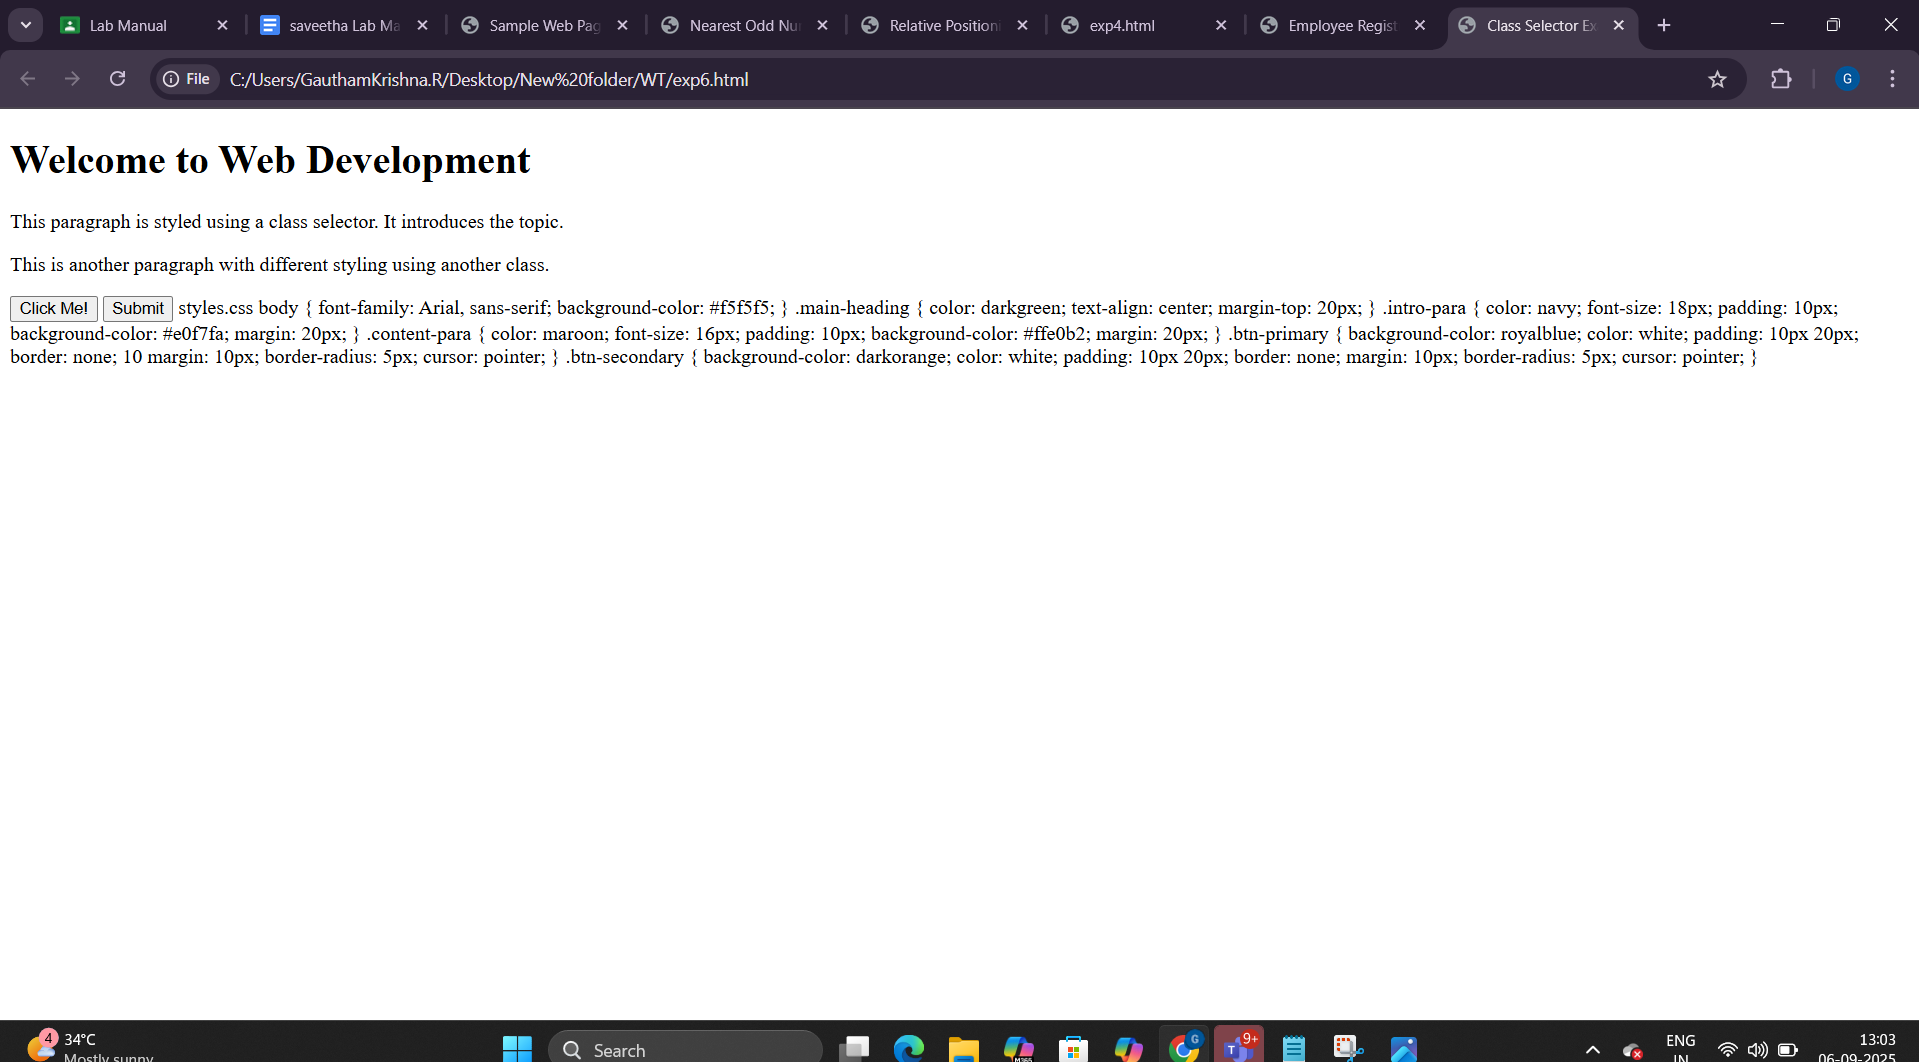 Lab Manual
saveetha Lab Ma
Sample Web Pag
Nearest Odd Nu
Relative Position
exp4.html
Employee Regist
Class Selector Ex
File
C:/Users/GauthamKrishna.R/Desktop/New%20folder/WT/exp6.html
G
Welcome to Web Development
This paragraph is styled using a class selector. It introduces the topic.
This is another paragraph with different styling using another class.
Click Me! Submit styles.css body { font-family: Arial, sans-serif; background-color: #f5f5f5; } .main-heading { color: darkgreen; text-align: center; margin-top: 20px; } .intro-para { color: navy; font-size: 18px; padding: 10px;
background-color: #e0f7fa; margin: 20px; } .content-para { color: maroon; font-size: 16px; padding: 10px; background-color: #ffe0b2; margin: 20px; } .btn-primary { background-color: royalblue; color: white; padding: 10px 20px;
border: none; 10 margin: 10px; border-radius: 5px; cursor: pointer; } .btn-secondary { background-color: darkorange; color: white; padding: 10px 20px; border: none; margin: 10px; border-radius: 5px; cursor: pointer; }
4
34°C
Mostly sunny
Search
M365
G
T
9+
ENG
IN
13:03
06-09-2025